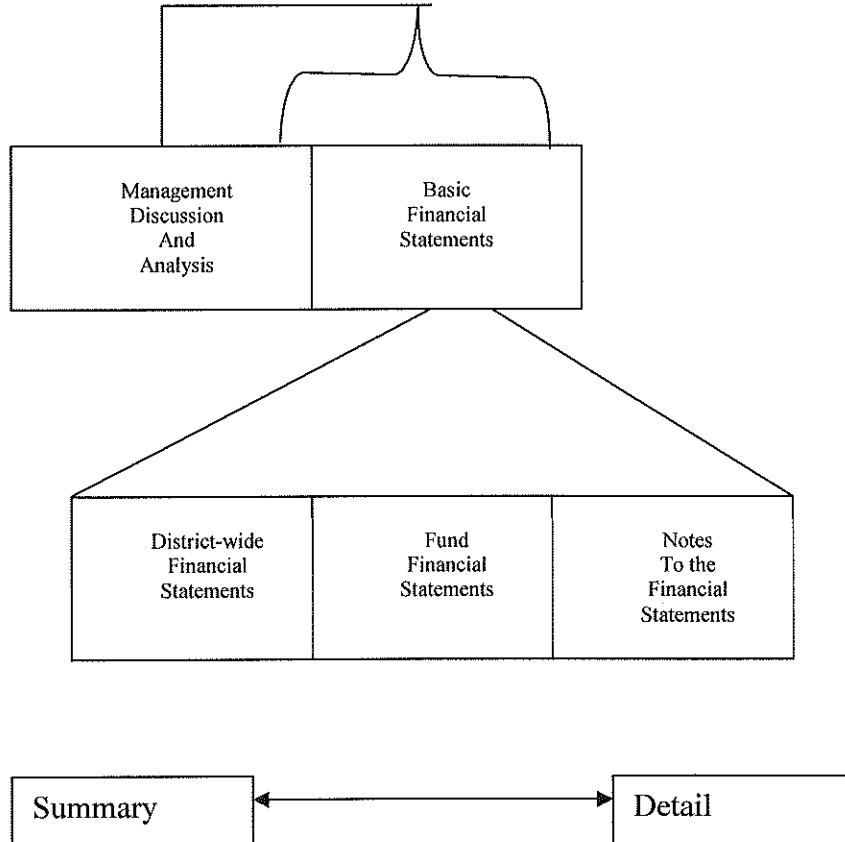 Management
Discussion
And
Analysis
Basic
Financial
Statements
District-wide
Financial
Statements
Fund
Financial
Statements
Notes
To the
Financial
Statements
Summary
Detail